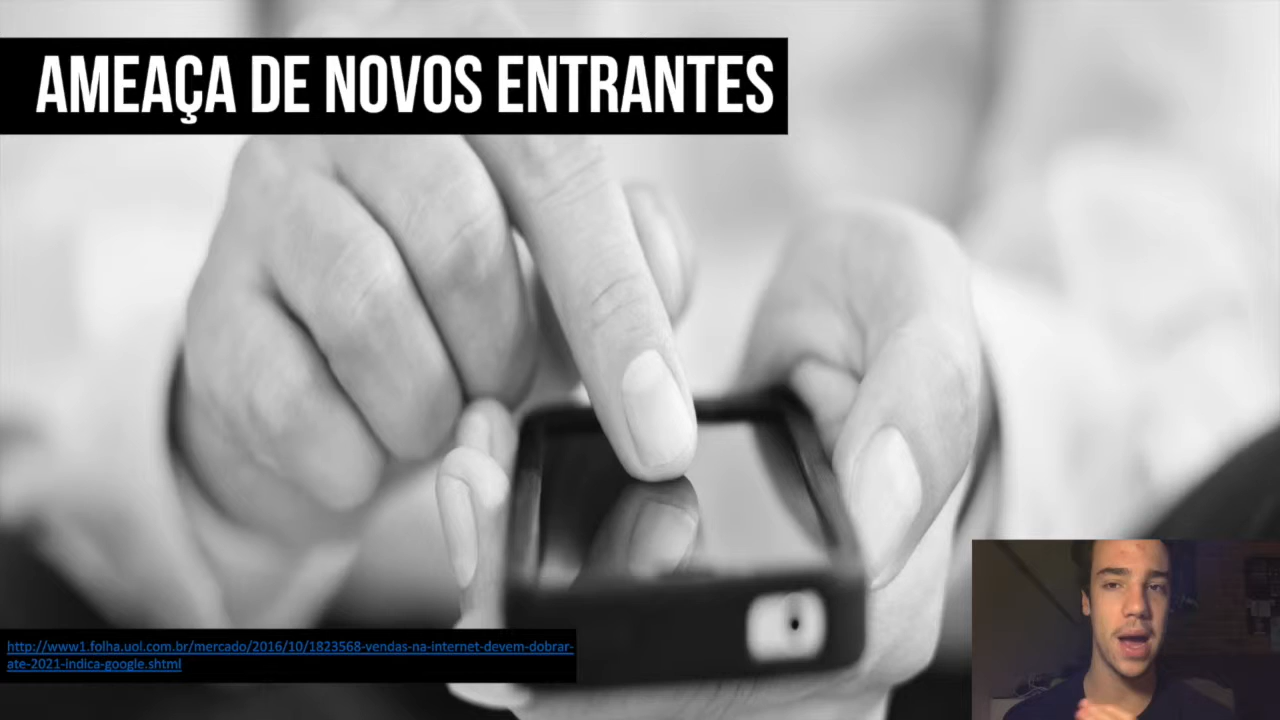 AMEAÇA DE NOVOS ENTRANTES
http://www1.folha.uol.com.br/mercado/2016/10/1823568-vendas-na-internet-devem-dobrar-
ate-2021-indica-google.shtml